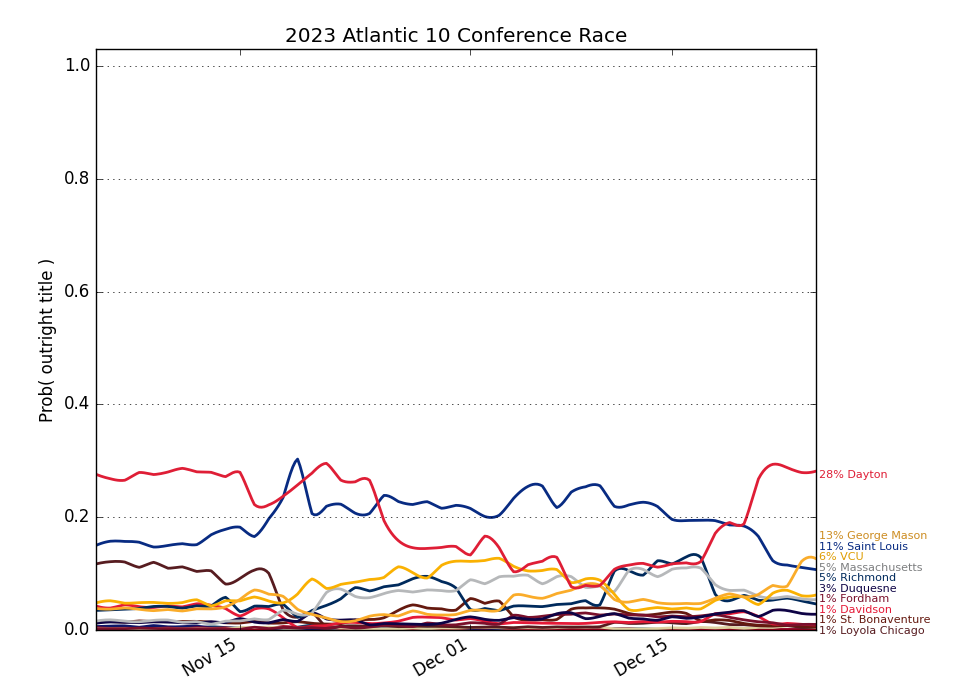 2023 Atlantic 10 Conference Race
1.0
0.8
0.6
0.4
0.2
0.0
Prob( outright title )
Nov 15
Dec 01
Dec 15
28% Dayton
13% George Mason
11% Saint Louis
6% VCU
5% Massachusetts
5% Richmond
3% Duquesne
1% Fordham
1% Davidson
1% St. Bonaventure
1% Loyola Chicago